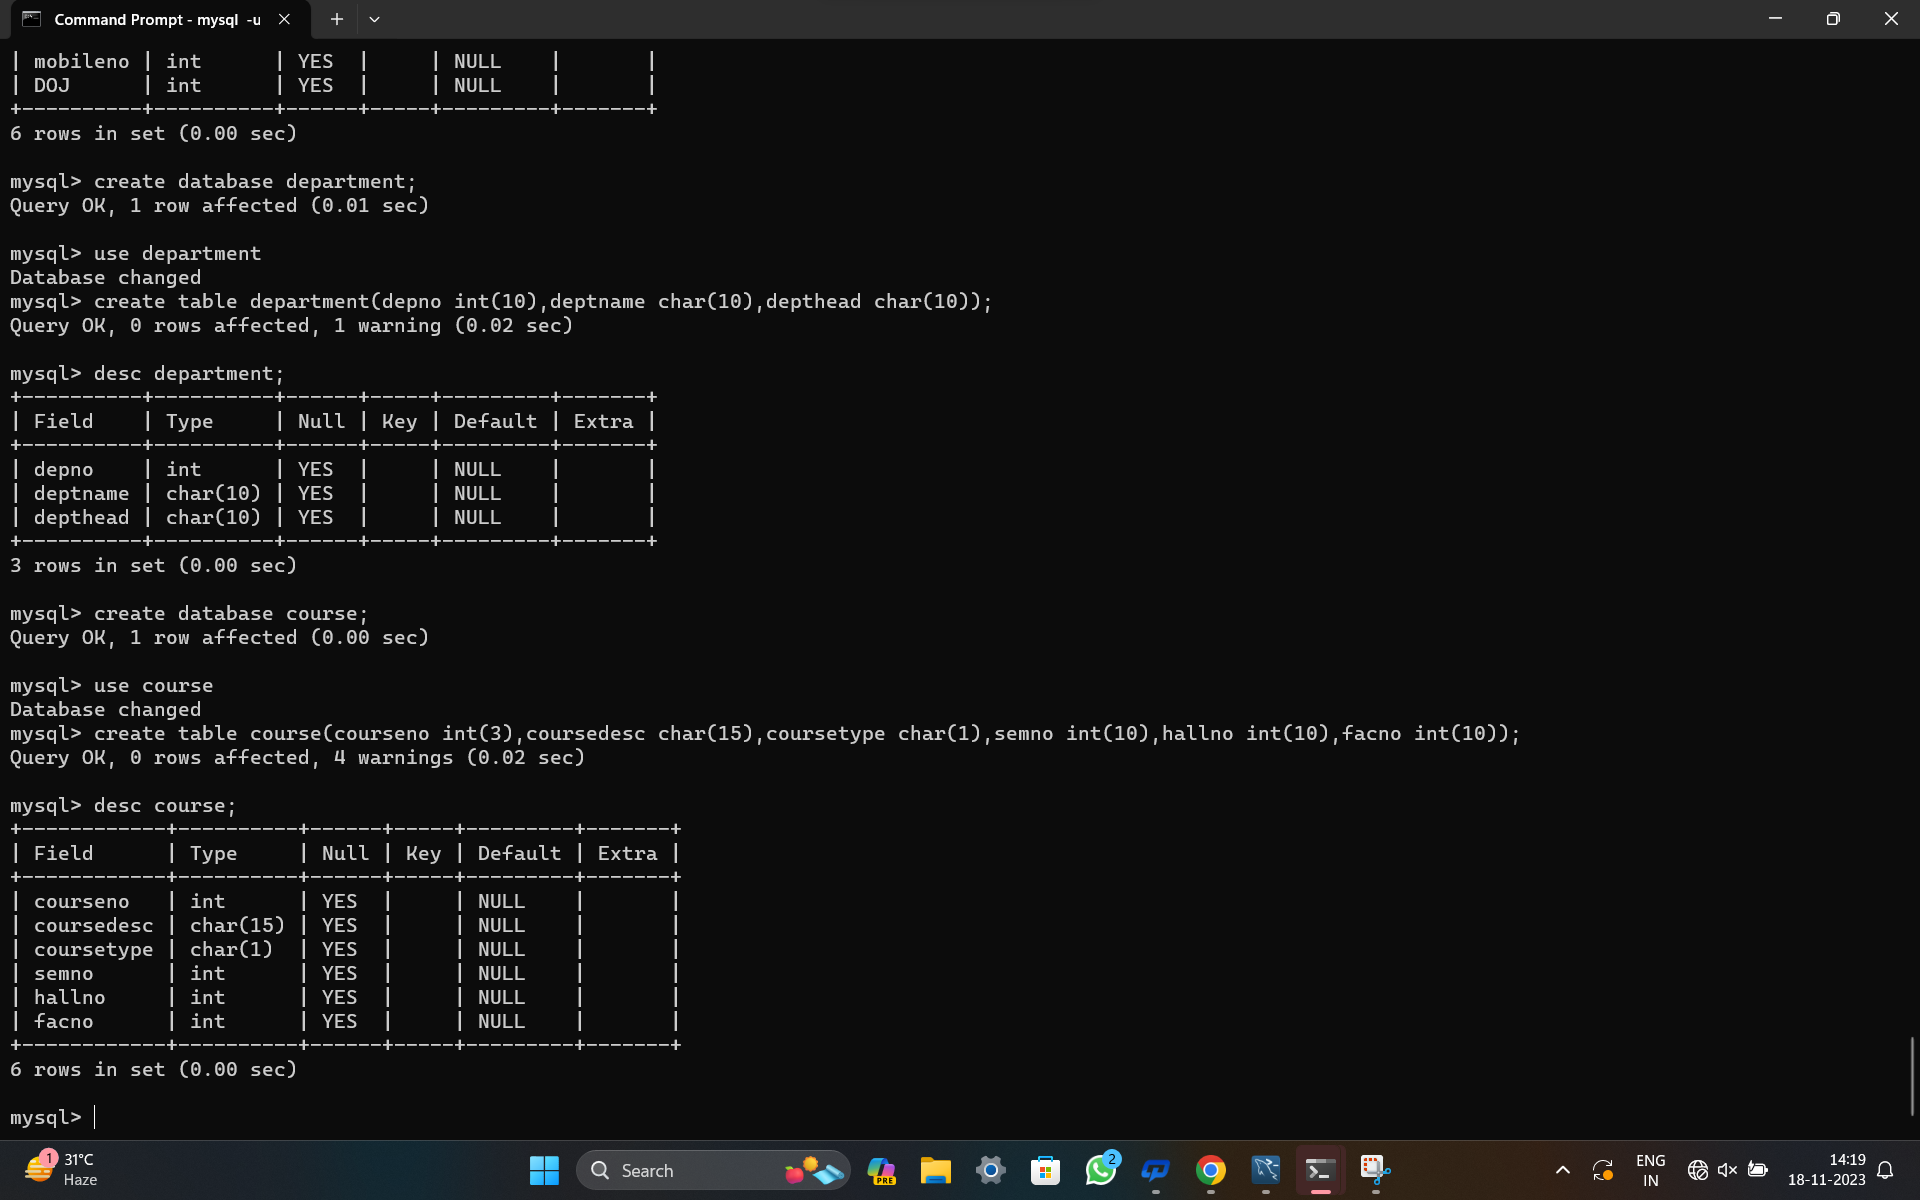 Command Prompt - mysql -u
| mobileno | int      | YES  |     | NULL    |       |
| DOJ      | int      | YES  |     | NULL    |       |
+----------+----------+------+-----+---------+-------+
6 rows in set (0.00 sec)
mysql> create database department;
Query OK, 1 row affected (0.01 sec)
mysql> use department
Database changed
mysql> create table department(depno int(10),deptname char(10),depthead char(10));
Query OK, 0 rows affected, 1 warning (0.02 sec)
mysql> desc department;
+----------+----------+------+-----+---------+-------+
| Field    | Type     | Null | Key | Default | Extra |
+----------+----------+------+-----+---------+-------+
| depno    | int      | YES  |     | NULL    |       |
| deptname | char(10) | YES  |     | NULL    |       |
| depthead | char(10) | YES  |     | NULL    |       |
+----------+----------+------+-----+---------+-------+
3 rows in set (0.00 sec)
mysql> create database course;
Query OK, 1 row affected (0.00 sec)
mysql> use course
Database changed
mysql> create table course(courseno int(3),coursedesc char(15),coursetype char(1),semno int(10),hallno int(10),facno int(10));
Query OK, 0 rows affected, 4 warnings (0.02 sec)
mysql> desc course;
+------------+----------+------+-----+---------+-------+
| Field      | Type     | Null | Key | Default | Extra |
+------------+----------+------+-----+---------+-------+
| courseno   | int      | YES  |     | NULL    |       |
| coursedesc | char(15) | YES  |     | NULL    |       |
| coursetype | char(1)  | YES  |     | NULL    |       |
| semno      | int      | YES  |     | NULL    |       |
| hallno     | int      | YES  |     | NULL    |       |
| facno      | int      | YES  |     | NULL    |       |
+------------+----------+------+-----+---------+-------+
6 rows in set (0.00 sec)
mysql>
1
31°C
Haze
Search
PRE
2
ENG
IN
14:19
18-11-2023